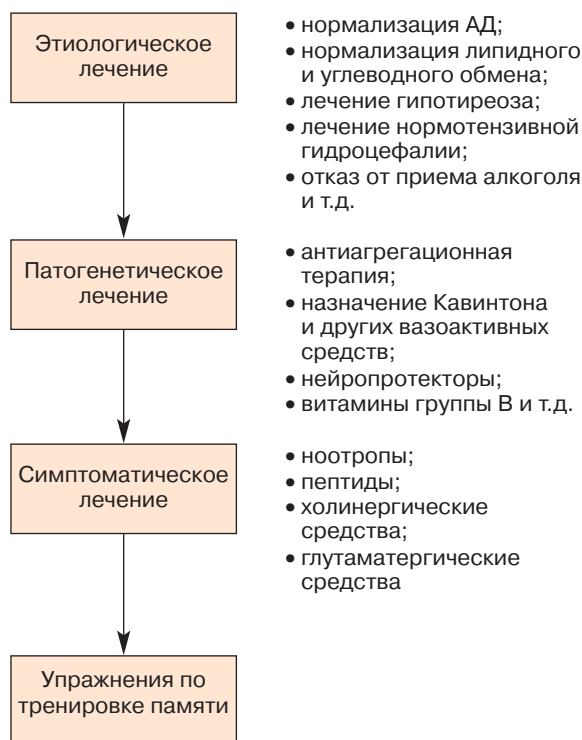 Этиологическое
лечение
• нормализация АД;
• нормализация липидного
и углеводного обмена;
• лечение гипотиреоза;
• лечение нормотензивной
гидроцефалии;
• отказ от приема алкоголя
и т.д.
Патогенетическое
лечение
• антиагрегационная
терапия;
• назначение Кавинтона
и других вазоактивных
средств;
• нейропротекторы;
• витамины группы В и т.д.
Симптоматическое
лечение
• ноотропы;
• пептиды;
• холинергические
средства;
• глутаматергические
средства
Упражнения по
тренировке памяти